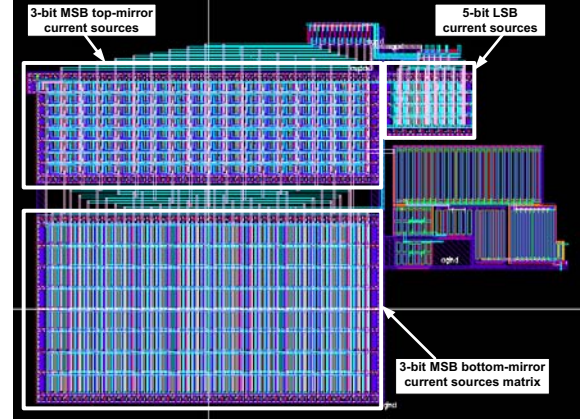 3-bit MSB top-mirror
current sources
5-bit LSB
current sources
3-bit MSB bottom-mirror
current sources matrix